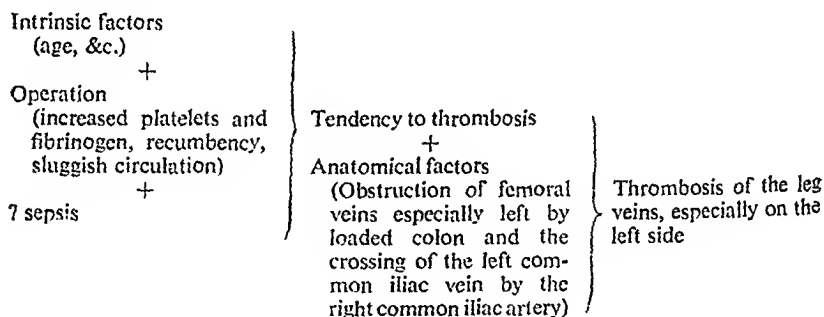 Intrinsic factors
(age, &c.)
+
Operation
(increased platelets and
fibrinogen, recumbency,
sluggish circulation)
+
? sepsis
Tendency to thrombosis
+
Anatomical factors
(Obstruction of femoral
veins especially left by
loaded colon and the
crossing of the left com-
mon iliac vein by the
right common iliac artery)
Thrombosis of the leg
veins, especially on the
left side